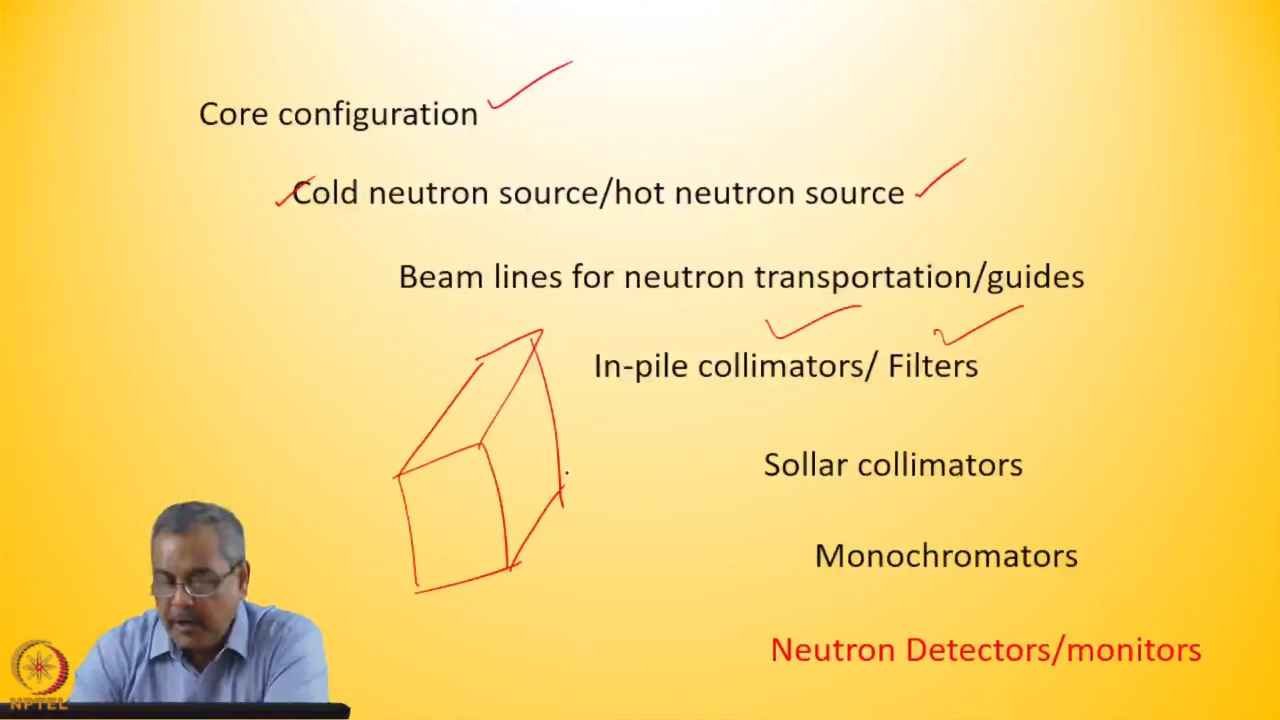 Core configuration
Cold neutron source/hot neutron source
Beam lines for neutron transportation/guides
In-pile collimators/ Filters
Sollar collimators
Monochromators
Neutron Detectors/monitors
NPTEL